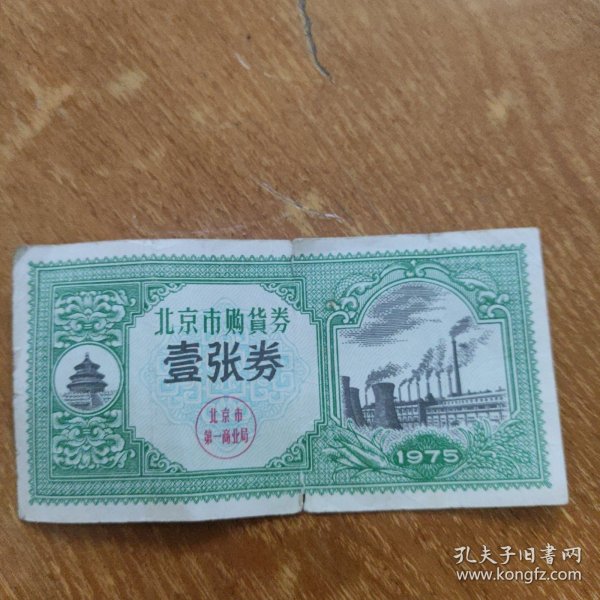 北京市购货券
壹张券
北京市
第一商业局
1975
孔夫子旧书网
www.kongfz.com